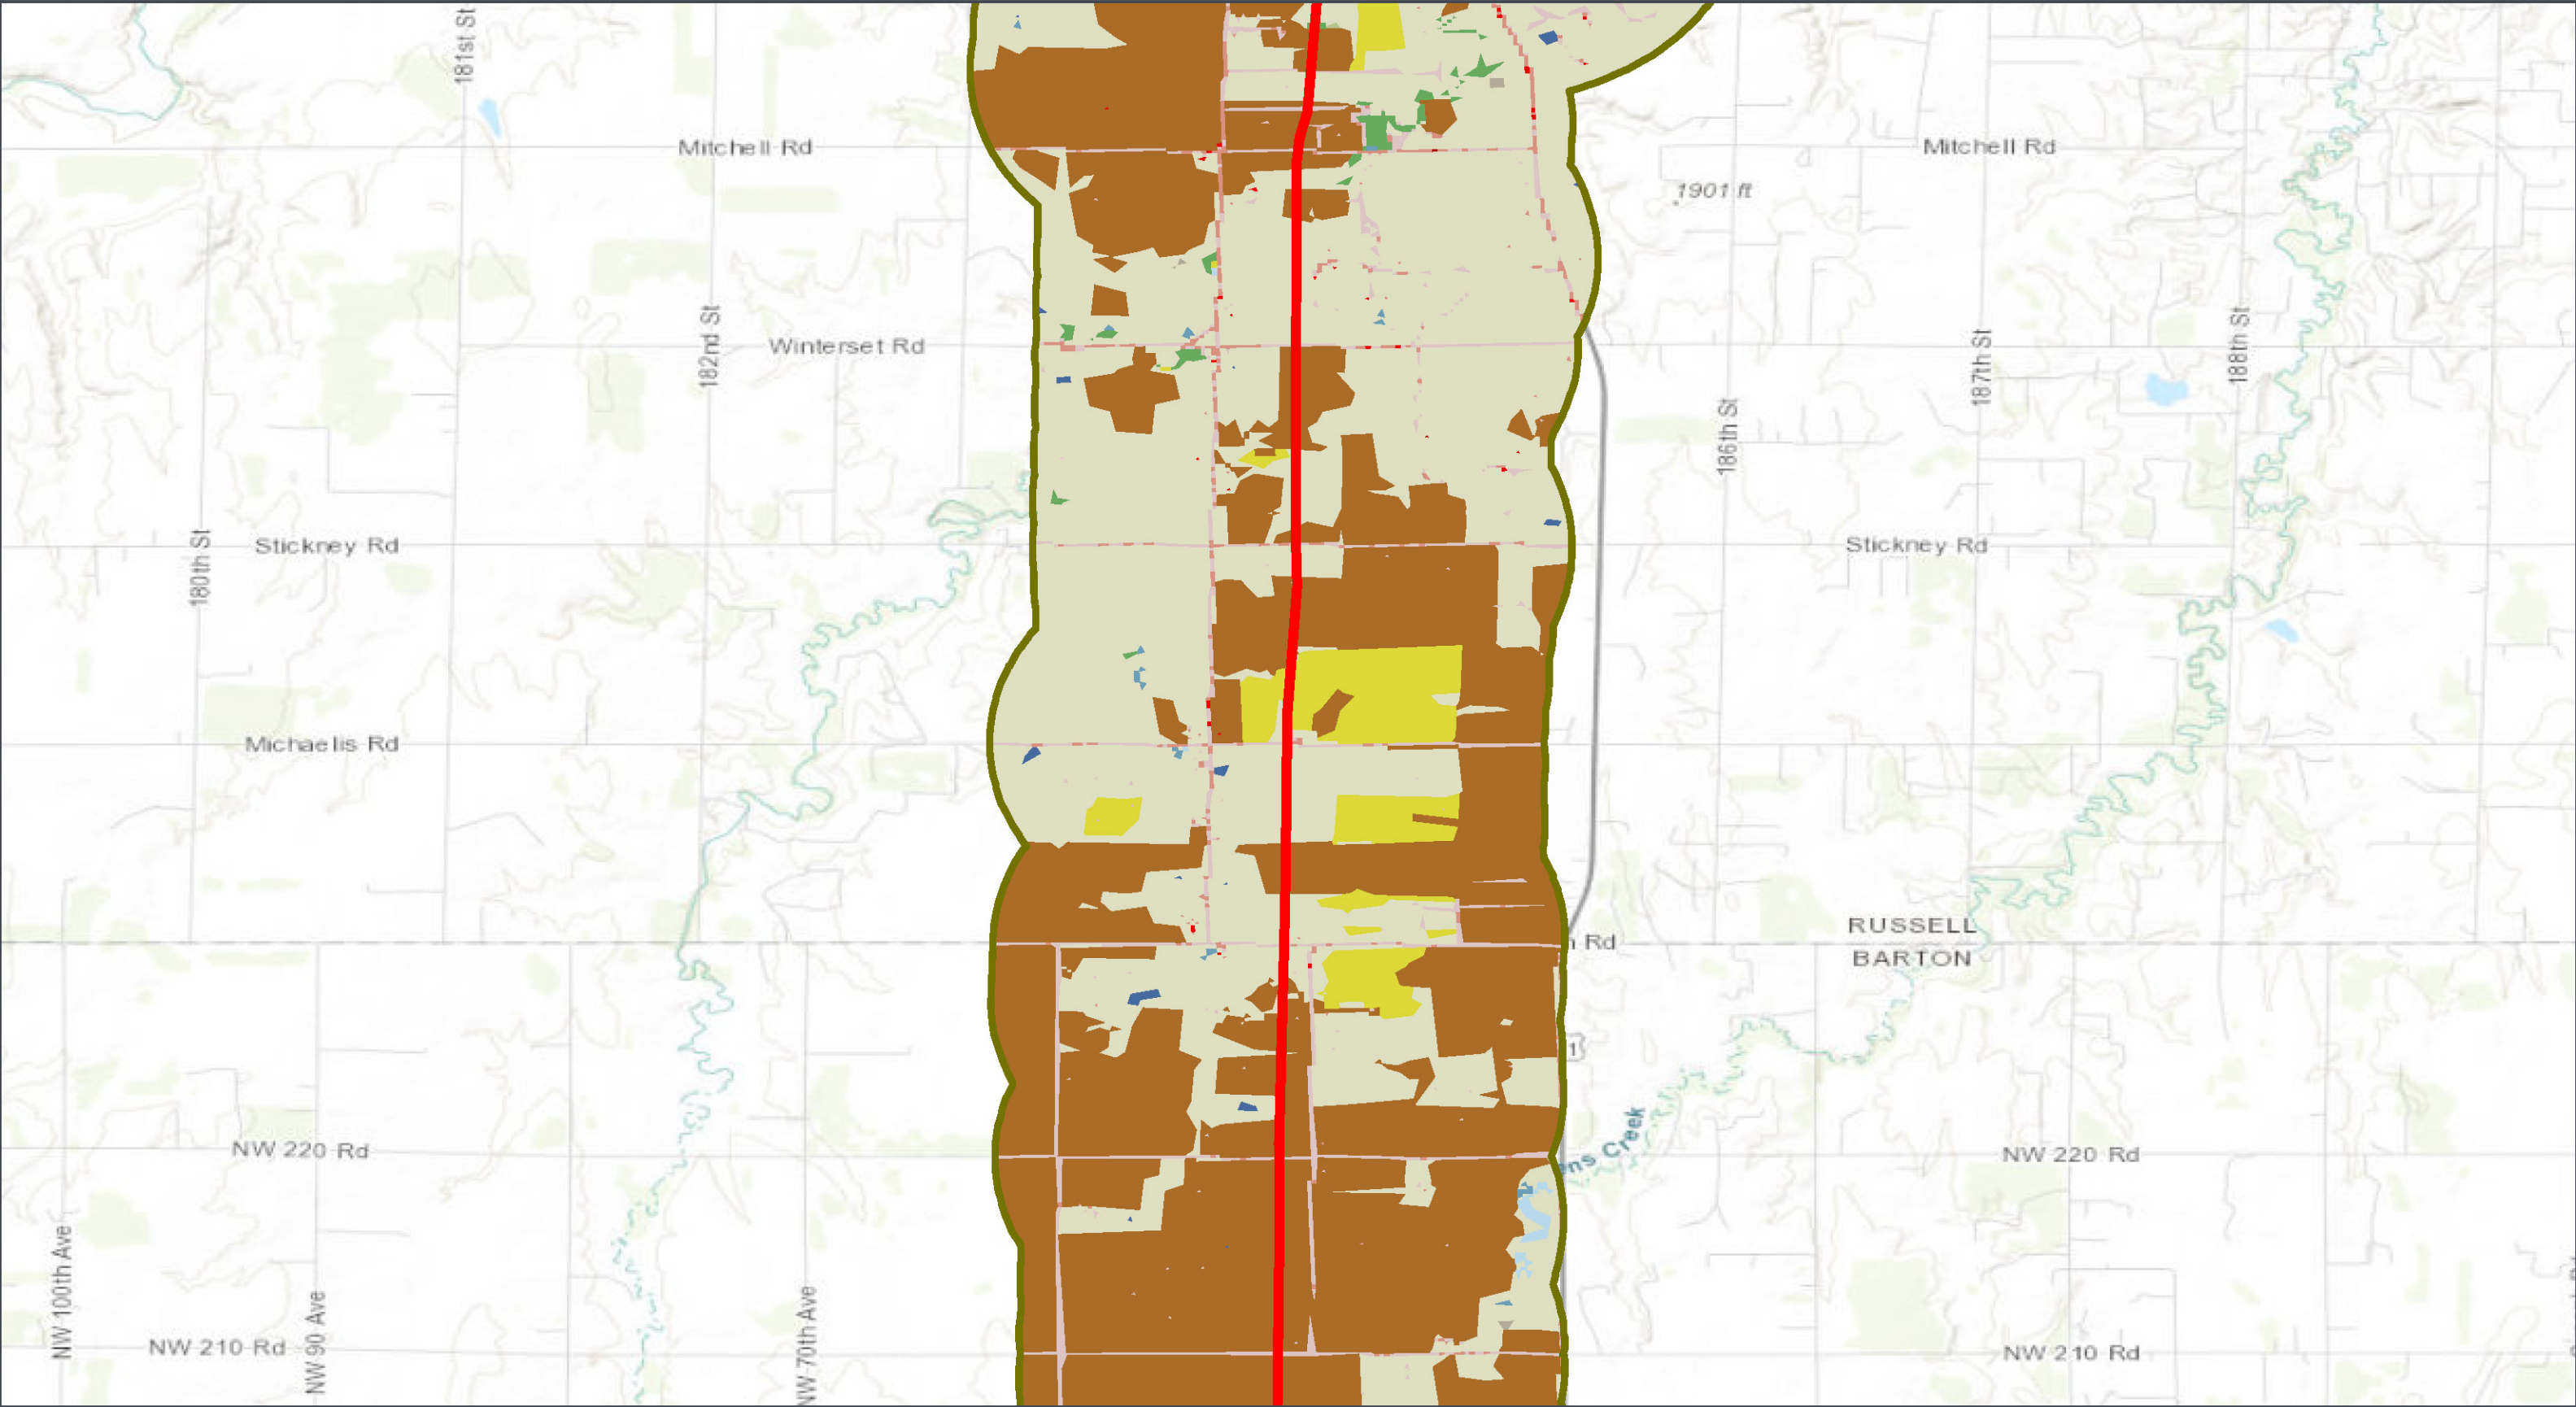 181st St
Mitchell Rd
Mitchell Rd
1901 ft
182nd St
Winterset Rd
187th St
188th St
186th St
180th St
Stickney Rd
Stickney Rd
Michaelis Rd
RUSSELL
Rd
BARTON
Creek
NW 220 Rd
NW 220 Rd
NW 100th Ave
NW 90 Ave
NW 70th Ave
NW 210 Rd
NW 210 Rd